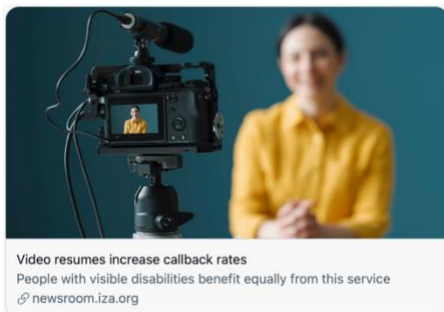 Video resumes increase callback rates
People with visible disabilities benefit equally from this service
newsroom.iza.org